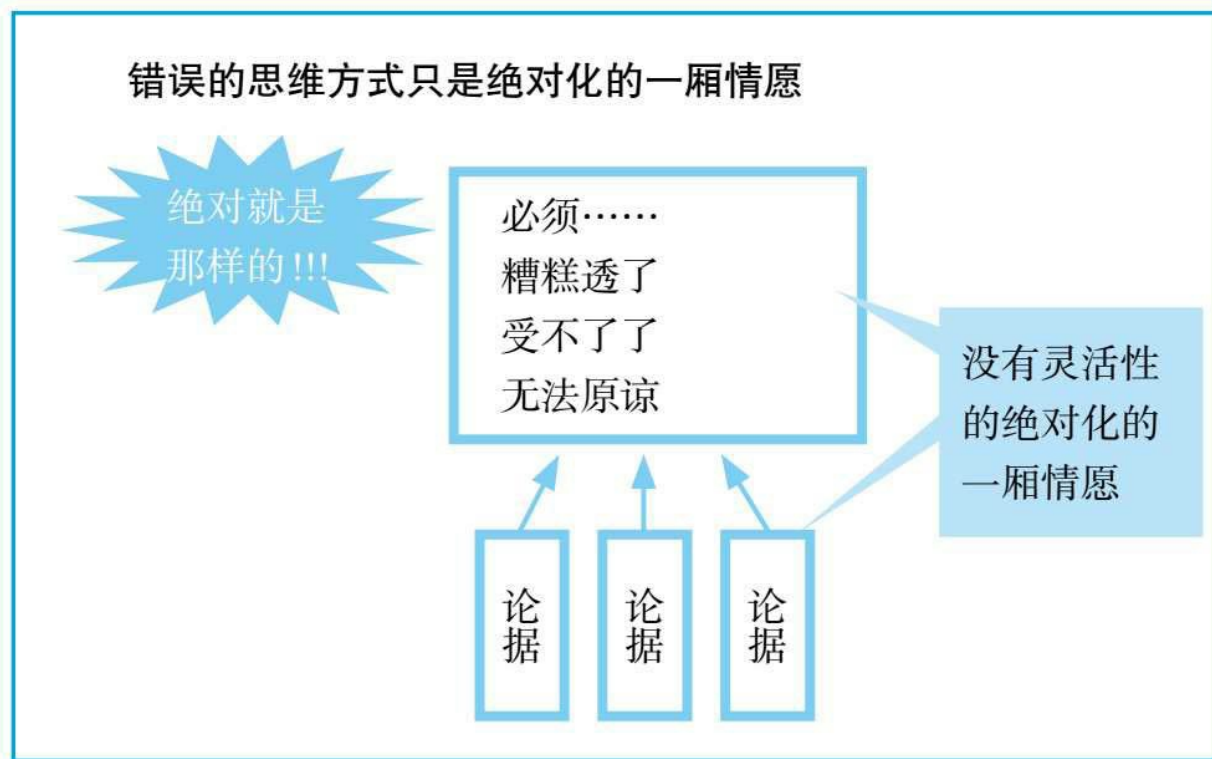 错误的思维方式只是绝对化的一厢情愿
绝对就是
那样的!!!
必须……
糟糕透了
受不了了
无法原谅
没有灵活性
的绝对化的
一厢情愿
论据
论据
论据